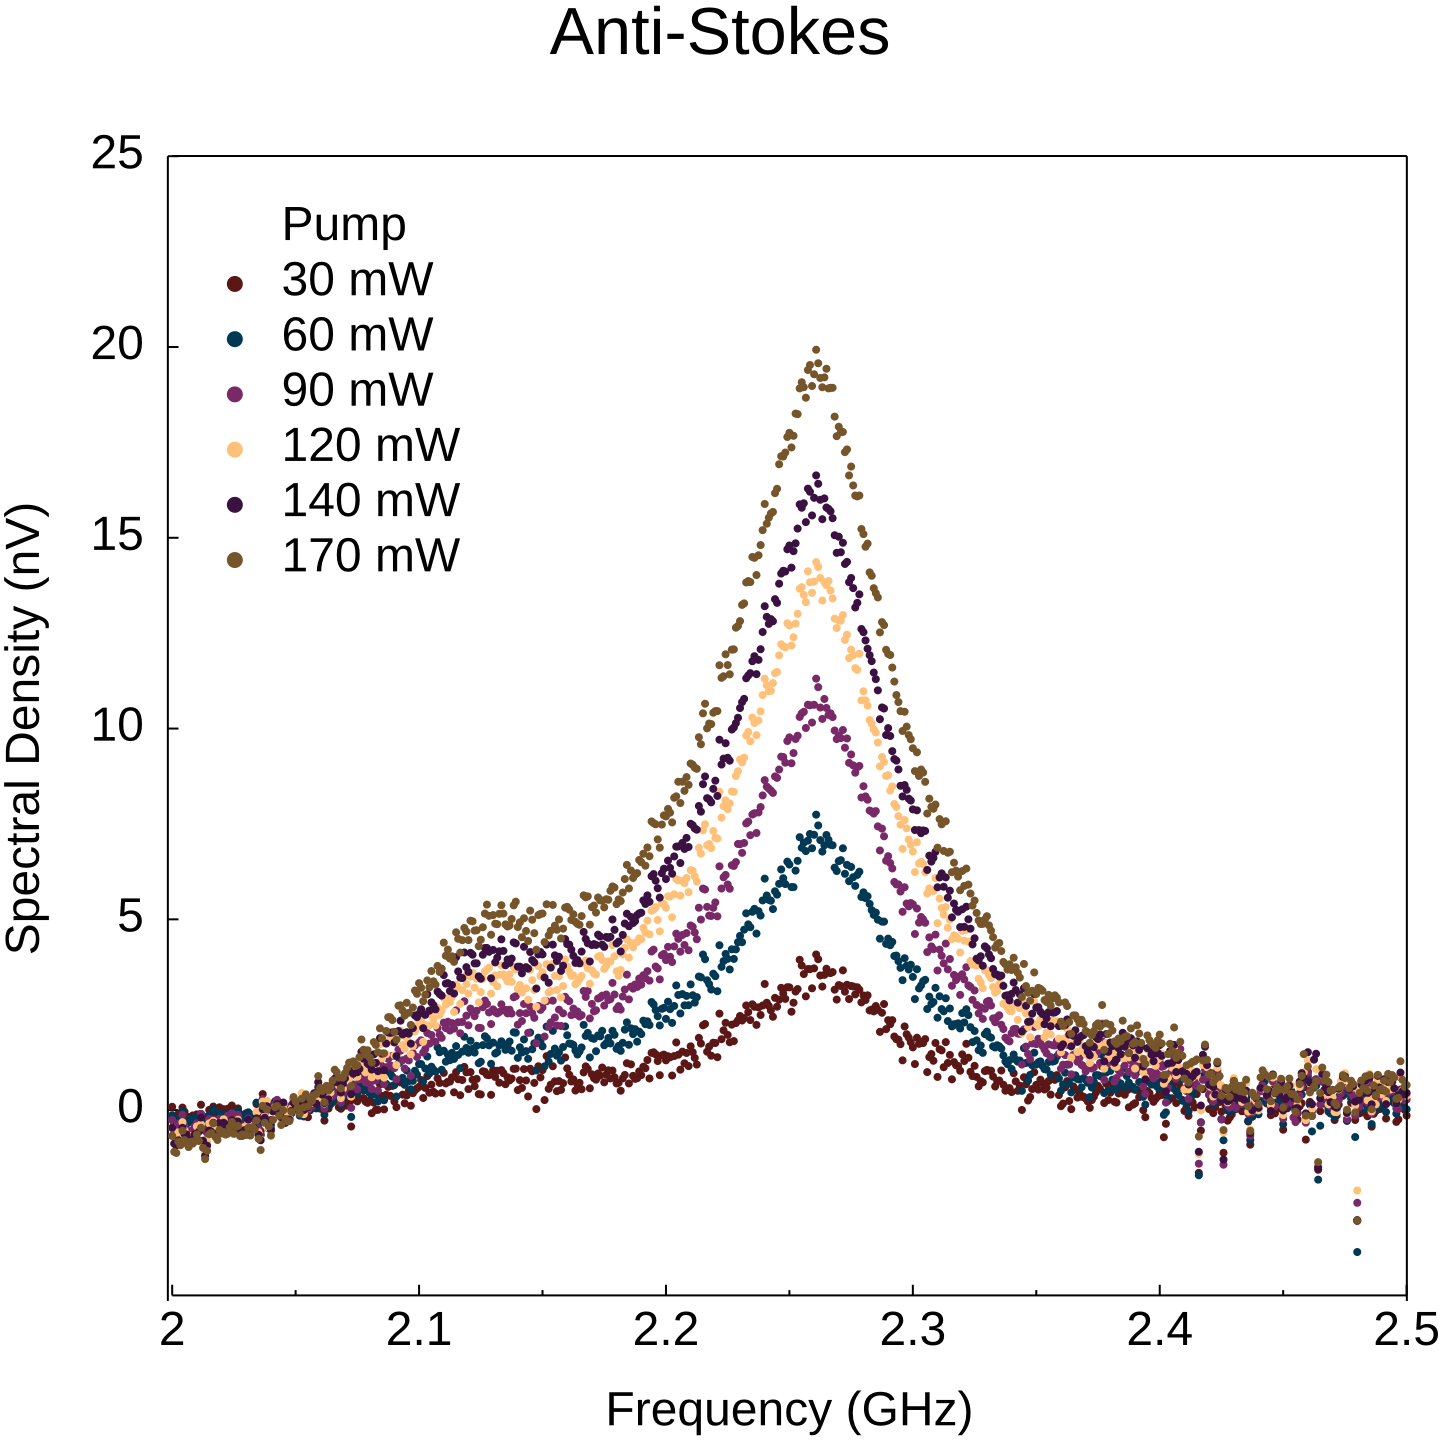 Anti-Stokes
25
20
15
10
5
0
Spectral Density (nV)
Pump
30 mW
60 mW
90 mW
120 mW
140 mW
170 mW
2 2.1 2.2 2.3 2.4 2.5
Frequency (GHz)